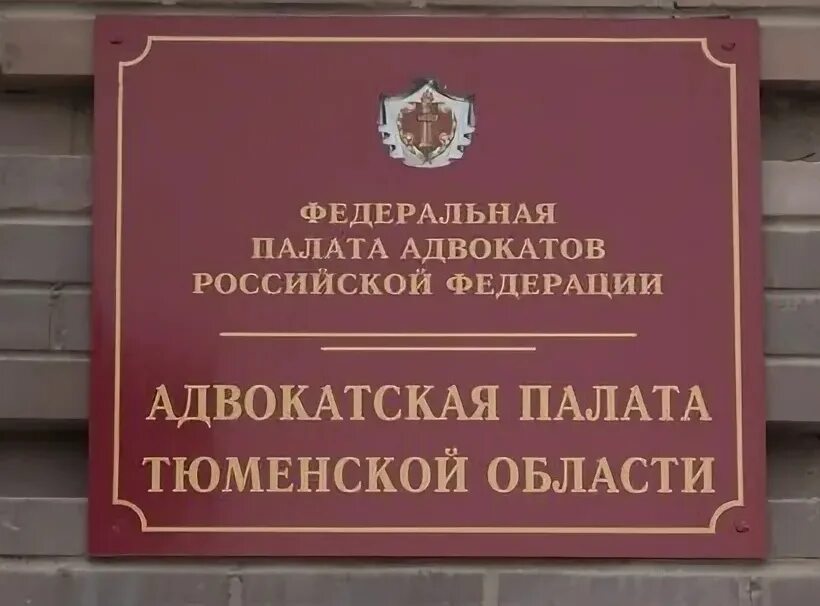 ФЕДЕРАЛЬНАЯ
ПАЛАТА АДВОКАТОВ
РОССИЙСКОЙ ФЕДЕРАЦИИ
АДВОКАТСКАЯ ПАЛАТА
ТЮМЕНСКОЙ ОБЛАСТИ